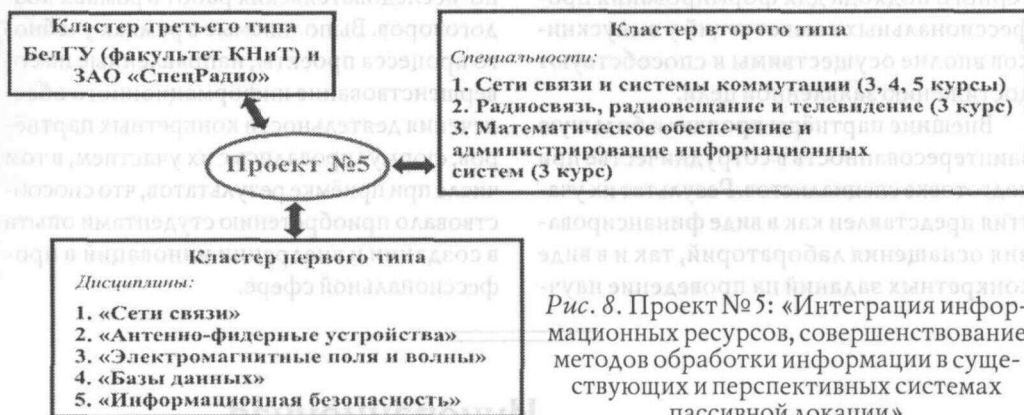 Кластер третьего типа
БелГУ (факультет КНиТ) и
ЗАО «СпецРадио»
Кластер второго типа
Специальности:
1. Сети связи и системы коммутации (3, 4, 5 курсы)
2. Радиосвязь, радиовещание и телевидение (3 курс)
3. Математическое обеспечение и
администрирование информационных
систем (3 курс)
Проект №5
Кластер первого типа
Дисциплины:
1. «Сети связи»
2. «Антенно-фидерные устройства»
3. «Электромагнитные поля и волны»
4. «Базы данных»
5. «Информационная безопасность»
Рис. 8. Проект №5: «Интеграция инфор-
мационных ресурсов, совершенствование
методов обработки информации в суще-
ствующих и перспективных системах
пассивной локации»